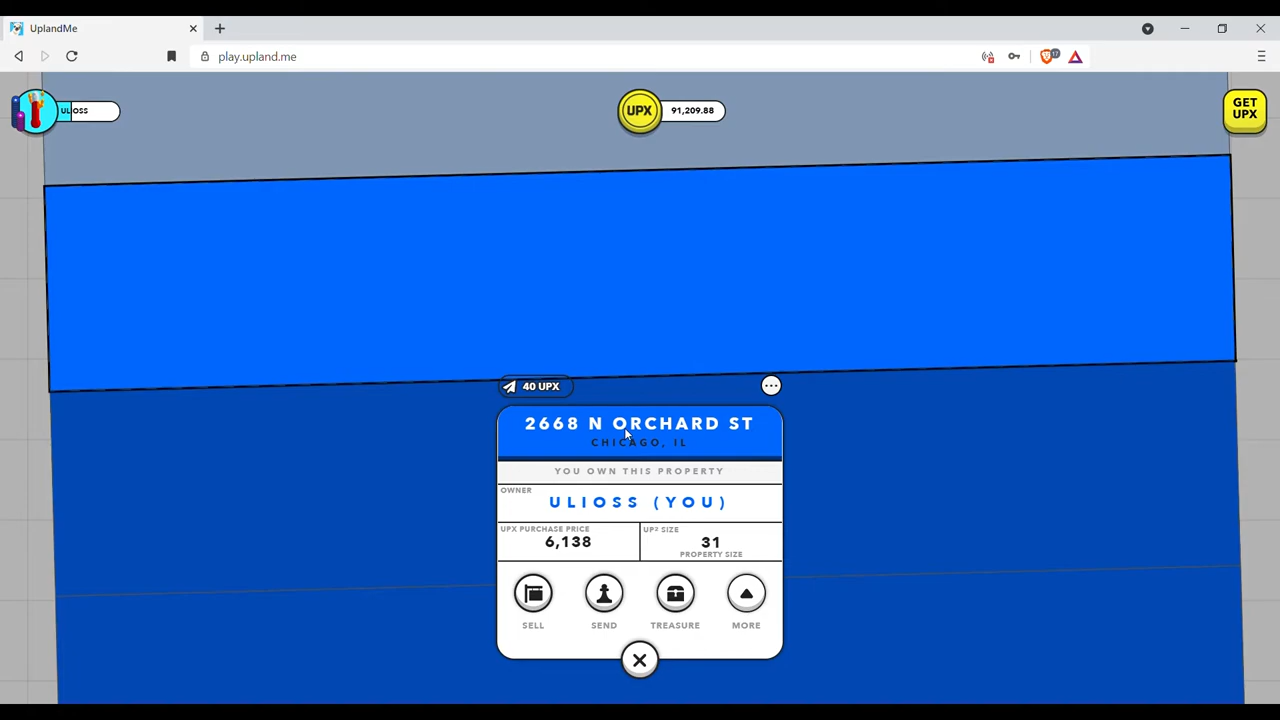 UplandMe
play.upland.me
17
ULIOSS
UPX
91,209.88
GET
UPX
40 UPX
2668 N ORCHARD ST
CHICAGO, IL
YOU OWN THIS PROPERTY
OWNER
ULIOSS (YOU)
UPX PURCHASE PRICE
6,138
UP² SIZE
31
PROPERTY SIZE
SELL
SEND
TREASURE
MORE